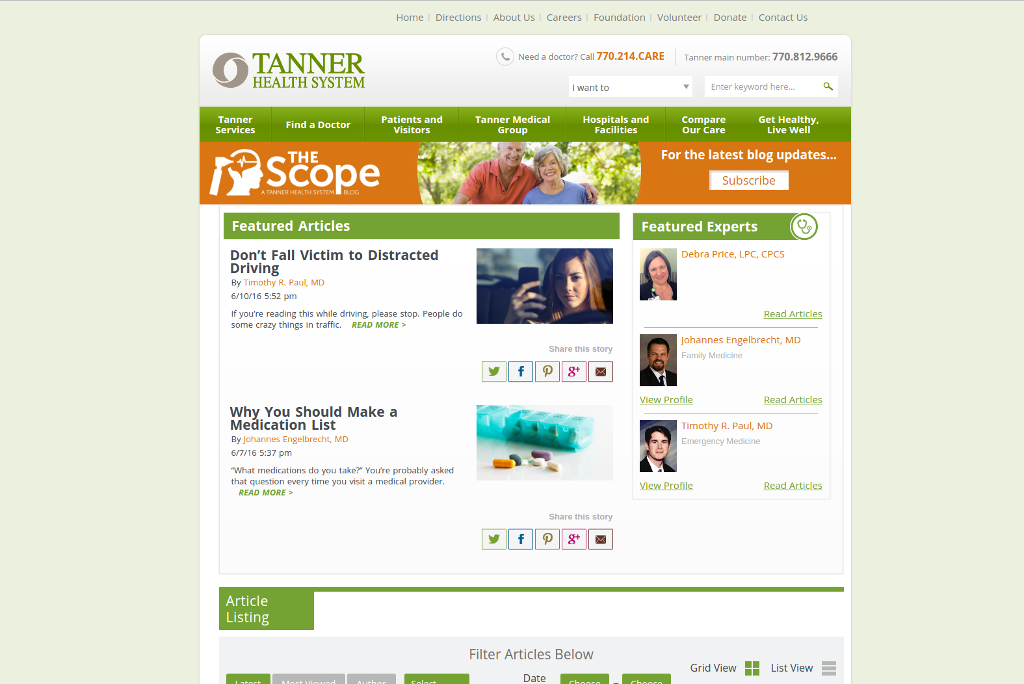 Home | Directions | About Us | Careers | Foundation | Volunteer | Donate | Contact Us
TANNER
HEALTH SYSTEM
Need a doctor? Call 770.214.CARE
Tanner main number: 770.812.9666
I want to
Enter keyword here...
Tanner
Services
Find a Doctor
Patients and
Visitors
Tanner Medical
Group
Hospitals and
Facilities
Compare
Our Care
Get Healthy,
Live Well
THE
Scope
A TANNER HEALTH SYSTEM BLOG
For the latest blog updates...
Subscribe
Featured Articles
Don’t Fall Victim to Distracted
Driving
By Timothy R. Paul, MD
6/10/16 5:52 pm
If you’re reading this while driving, please stop. People do
some crazy things in traffic. READ MORE >
Share this story
Why You Should Make a
Medication List
By Johannes Engelbrecht, MD
6/7/16 5:37 pm
“What medications do you take?” You’re probably asked
that question every time you visit a medical provider.
READ MORE >
Share this story
Featured Experts
Debra Price, LPC, CPCS
Read Articles
Johannes Engelbrecht, MD
Family Medicine
View Profile
Read Articles
Timothy R. Paul, MD
Emergency Medicine
View Profile
Read Articles
Article
Listing
Filter Articles Below
Grid View
List View
Latest
Most Viewed
Author
Select
Date
Choose
–
Choose